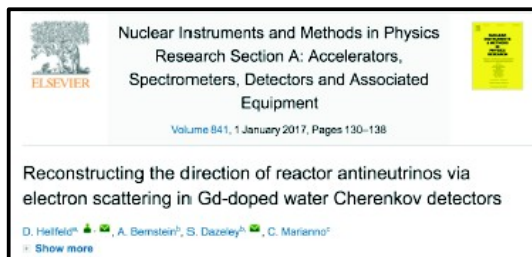 ELSEVIER
Nuclear Instruments and Methods in Physics
Research Section A: Accelerators,
Spectrometers, Detectors and Associated
Equipment
Volume 841, 1 January 2017, Pages 130–138
Reconstructing the direction of reactor antineutrinos via
electron scattering in Gd-doped water Cherenkov detectors
D. Hellfeld, A. Bernstein, S. Dazeley, C. Marianno
Show more